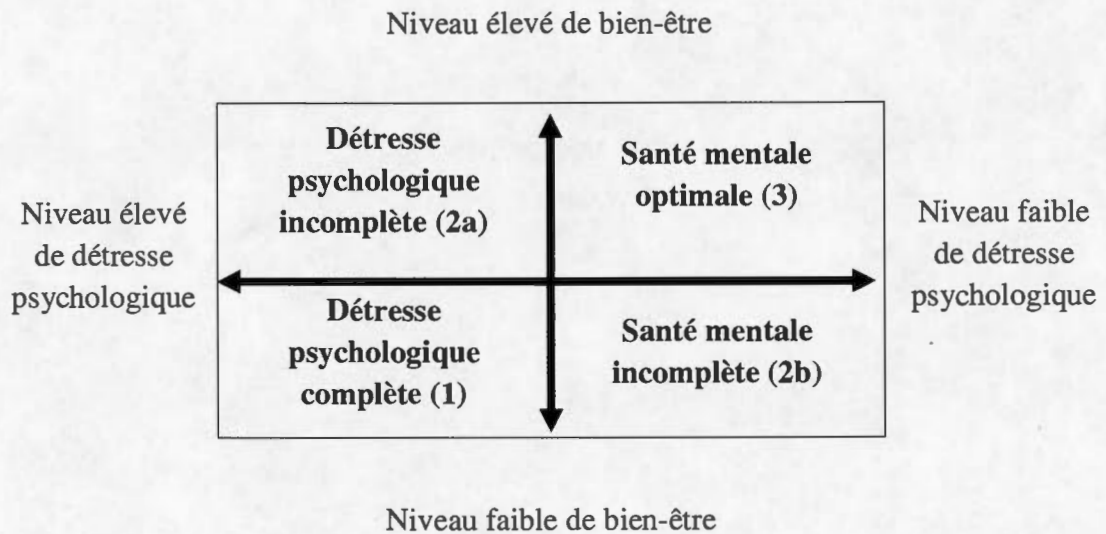 Niveau élevé de bien-être
Détresse
psychologique
incomplète (2a)
Santé mentale
optimale (3)
Niveau élevé
de détresse
psychologique
Niveau faible
de détresse
psychologique
Détresse
psychologique
complète (1)
Santé mentale
incomplète (2b)
Niveau faible de bien-être